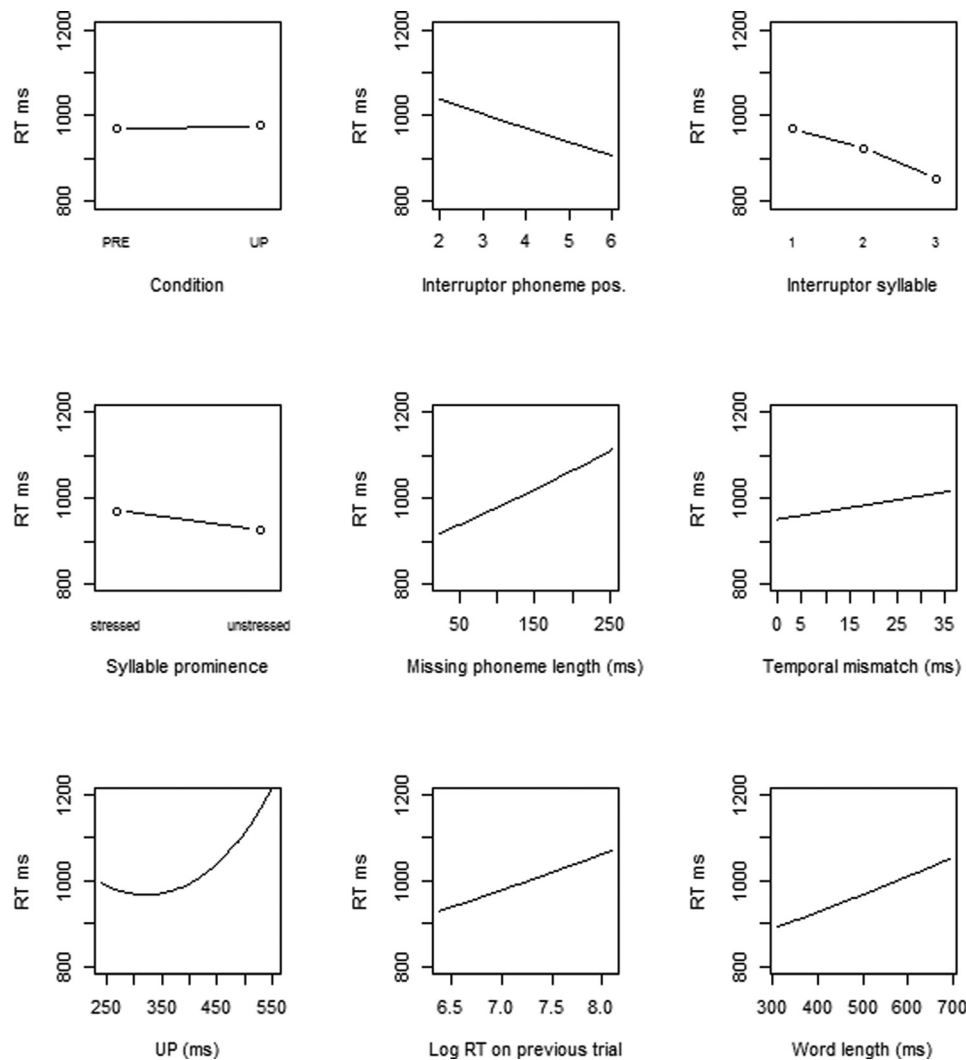 RT ms
1200
1000
800
PRE UP
Condition
RT ms
1200
1000
800
2 3 4 5 6
Interruptor phoneme pos.
RT ms
1200
1000
800
1 2 3
Interruptor syllable
RT ms
1200
1000
800
stressed unstressed
Syllable prominence
RT ms
1200
1000
800
50 150 250
Missing phoneme length (ms)
RT ms
1200
1000
800
0 5 15 25 35
Temporal mismatch (ms)
RT ms
1200
1000
800
250 350 450 550
UP (ms)
RT ms
1200
1000
800
6.5 7.0 7.5 8.0
Log RT on previous trial
RT ms
1200
1000
800
300 400 500 600 700
Word length (ms)